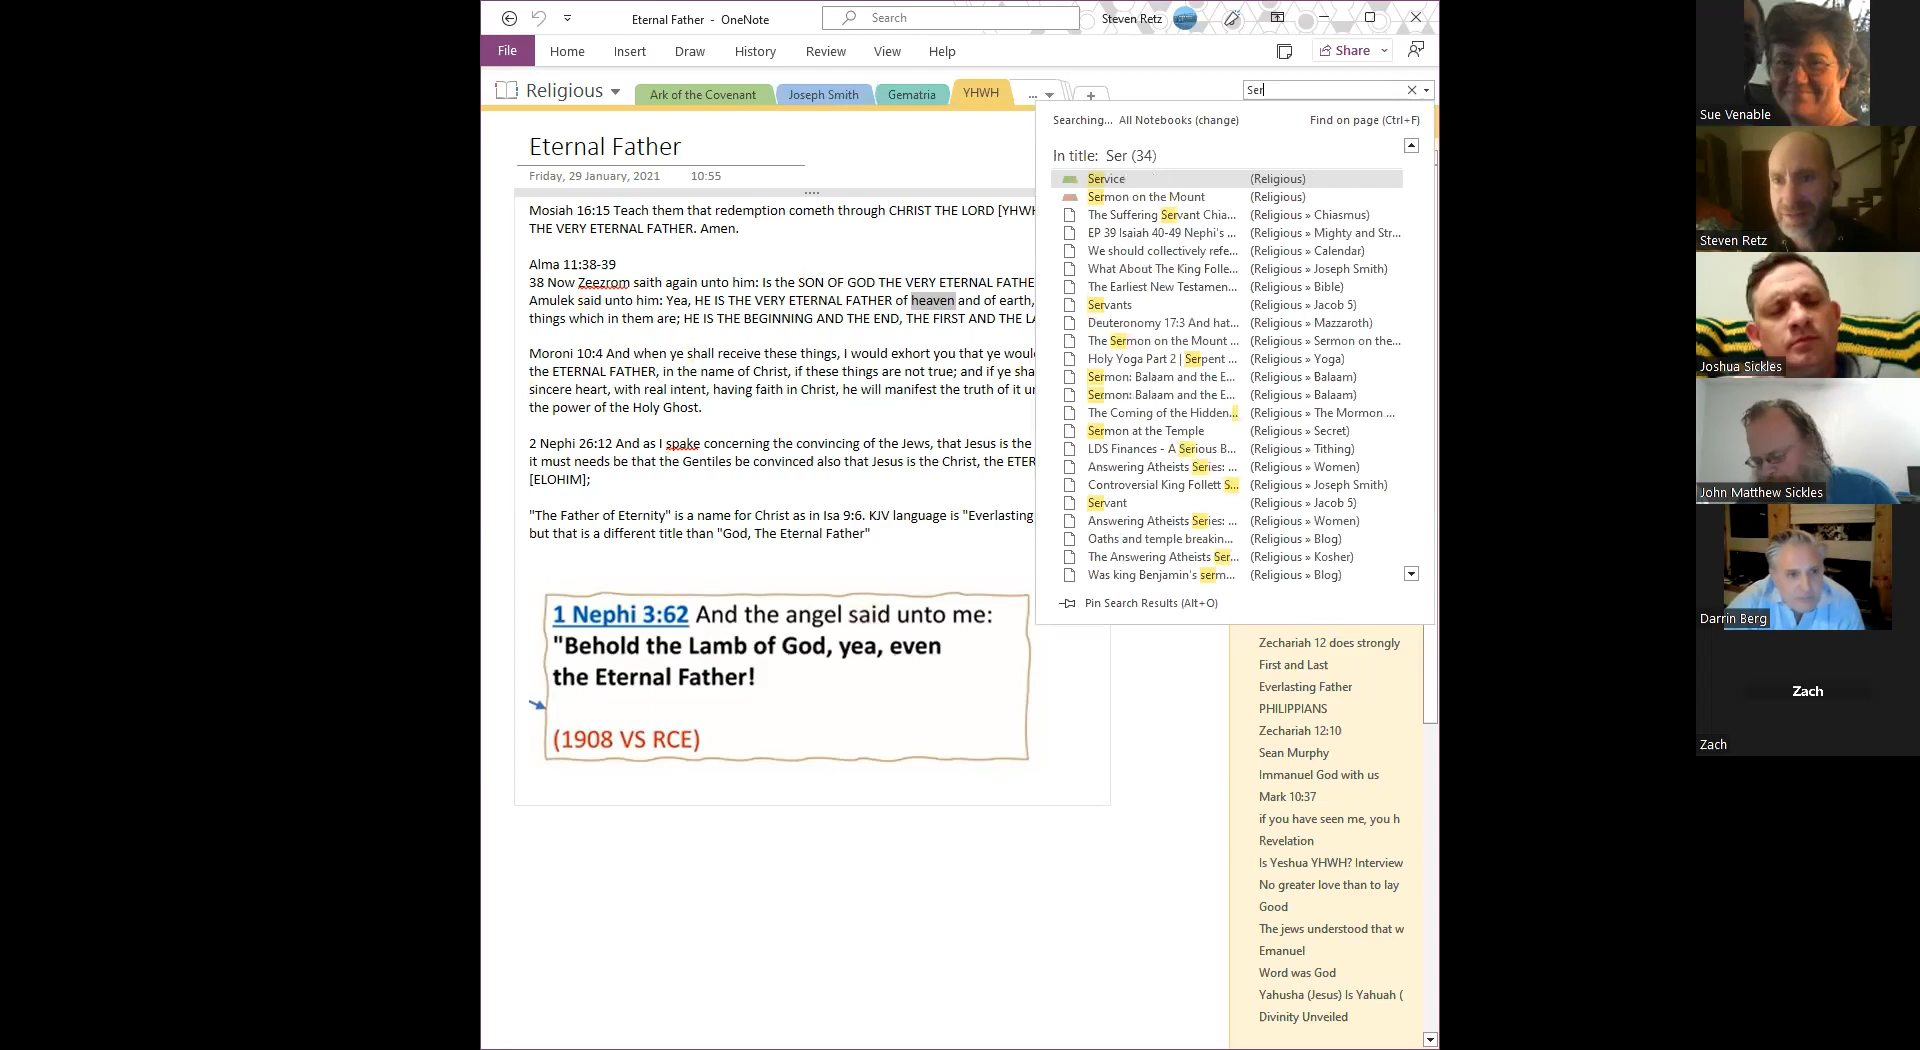 Eternal Father - OneNote
Search
Steven Retz
File
Home
Insert
Draw
History
Review
View
Help
Share
Religious
Ark of the Covenant
Joseph Smith
Gematria
YHWH
...
Ser
Searching... All Notebooks (change)
Find on page (Ctrl+F)
In title: Ser (34)
Service (Religious)
Sermon on the Mount (Religious)
The Suffering Servant Chia... (Religious » Chiasmus)
EP 39 Isaiah 40-49 Nephi's ... (Religious » Mighty and Str...
We should collectively refe... (Religious » Calendar)
What About The King Folle... (Religious » Joseph Smith)
The Earliest New Testamen... (Religious » Bible)
Servants (Religious » Jacob 5)
Deuteronomy 17:3 And hat... (Religious » Mazzaroth)
The Sermon on the Mount ... (Religious » Sermon on the...
Holy Yoga Part 2 | Serpent ... (Religious » Yoga)
Sermon: Balaam and the E... (Religious » Balaam)
Sermon: Balaam and the E... (Religious » Balaam)
The Coming of the Hidden... (Religious » The Mormon ...
Sermon at the Temple (Religious » Secret)
LDS Finances - A Serious B... (Religious » Tithing)
Answering Atheists Series: ... (Religious » Women)
Controversial King Follett S... (Religious » Joseph Smith)
Servant (Religious » Jacob 5)
Answering Atheists Series: ... (Religious » Women)
Oaths and temple breakin... (Religious » Blog)
The Answering Atheists Ser... (Religious » Kosher)
Was king Benjamin's serm... (Religious » Blog)
Pin Search Results (Alt+O)
Eternal Father
Friday, 29 January, 2021 10:55
Mosiah 16:15 Teach them that redemption cometh through CHRIST THE LORD [YHWH
THE VERY ETERNAL FATHER. Amen.
Alma 11:38-39
38 Now Zeezrom saith again unto him: Is the SON OF GOD THE VERY ETERNAL FATHE
Amulek said unto him: Yea, HE IS THE VERY ETERNAL FATHER of heaven and of earth,
things which in them are; HE IS THE BEGINNING AND THE END, THE FIRST AND THE LA
Moroni 10:4 And when ye shall receive these things, I would exhort you that ye woul
the ETERNAL FATHER, in the name of Christ, if these things are not true; and if ye sha
sincere heart, with real intent, having faith in Christ, he will manifest the truth of it un
the power of the Holy Ghost.
2 Nephi 26:12 And as I spake concerning the convincing of the Jews, that Jesus is the
it must needs be that the Gentiles be convinced also that Jesus is the Christ, the ETER
[ELOHIM];
"The Father of Eternity" is a name for Christ as in Isa 9:6. KJV language is "Everlasting
but that is a different title than "God, The Eternal Father"
1 Nephi 3:62 And the angel said unto me:
"Behold the Lamb of God, yea, even
the Eternal Father!
(1908 VS RCE)
Zechariah 12 does strongly
First and Last
Everlasting Father
PHILIPPIANS
Zechariah 12:10
Sean Murphy
Immanuel God with us
Mark 10:37
if you have seen me, you h
Revelation
Is Yeshua YHWH? Interview
No greater love than to lay
Good
The jews understood that w
Emanuel
Word was God
Yahusha (Jesus) Is Yahuah (
Divinity Unveiled
Sue Venable
Steven Retz
Joshua Sickles
John Matthew Sickles
Darrin Berg
Zach
Zach